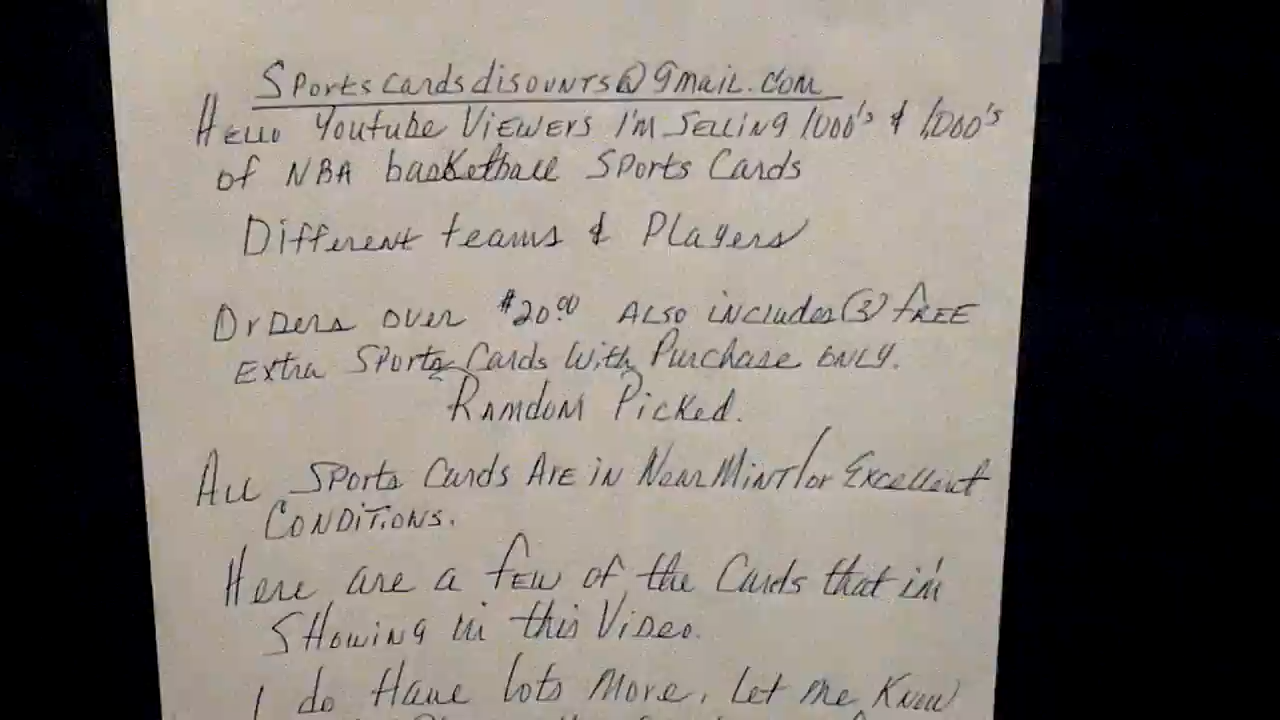 Sportscardsdisounts@gmail.com
Hello Youtube Viewers I'm Selling 1000's & 1,000's
of NBA basketball Sports Cards
Different teams & Players
Orders over $20.00 Also includes (3) FREE
Extra Sports Cards With Purchase ONLY.
Ramdom Picked.
All Sports Cards Are in Near Mint/or Excellent
Conditions.
Here are a few of the Cards that i'm
Showing in this Video.
I do Have lots More, Let Me Know